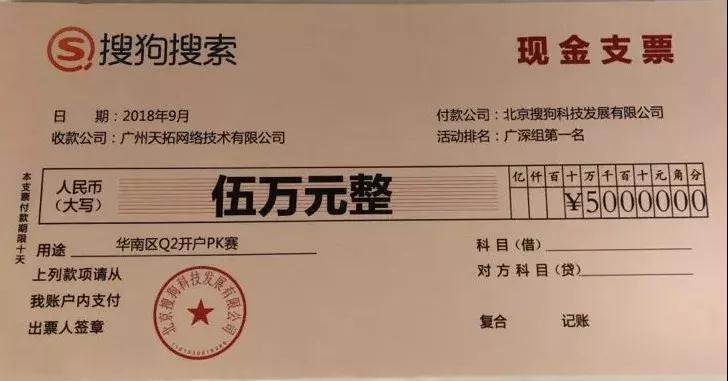 搜狗搜索
现金支票
日 期：2018年9月
付款公司：北京搜狗科技发展有限公司
收款公司：广州天拓网络技术有限公司
活动排名：广深组第一名
本支票付款期限十天
人民币
(大写)
伍万元整
亿仟百十万千百十元角分
¥5000000
用途 华南区Q2开户PK赛
科目(借)
上列款项请从
对方科目(贷)
我账户内支付
出票人签章
复合 记账
北京搜狗科技发展有限公司